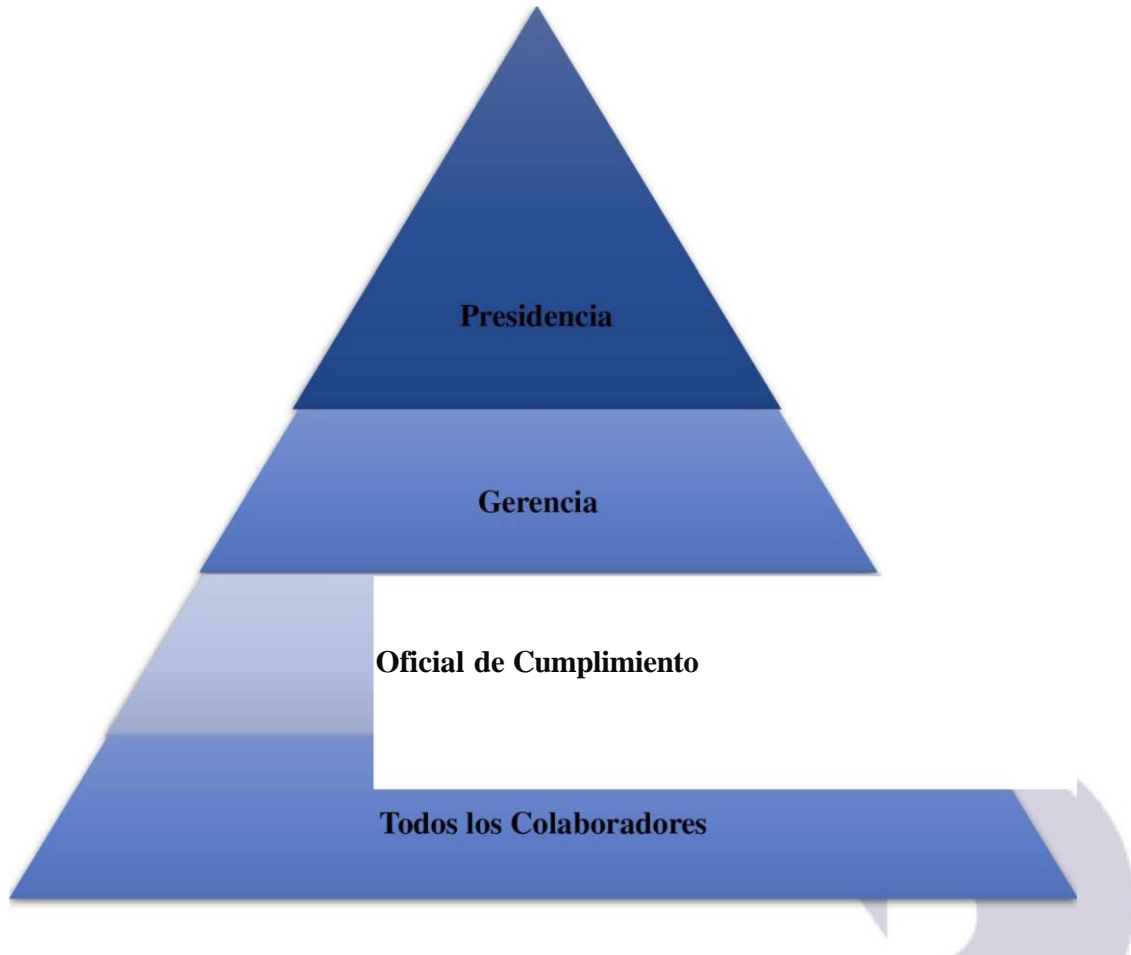 Presidencia
Gerencia
Oficial de Cumplimiento
Todos los Colaboradores